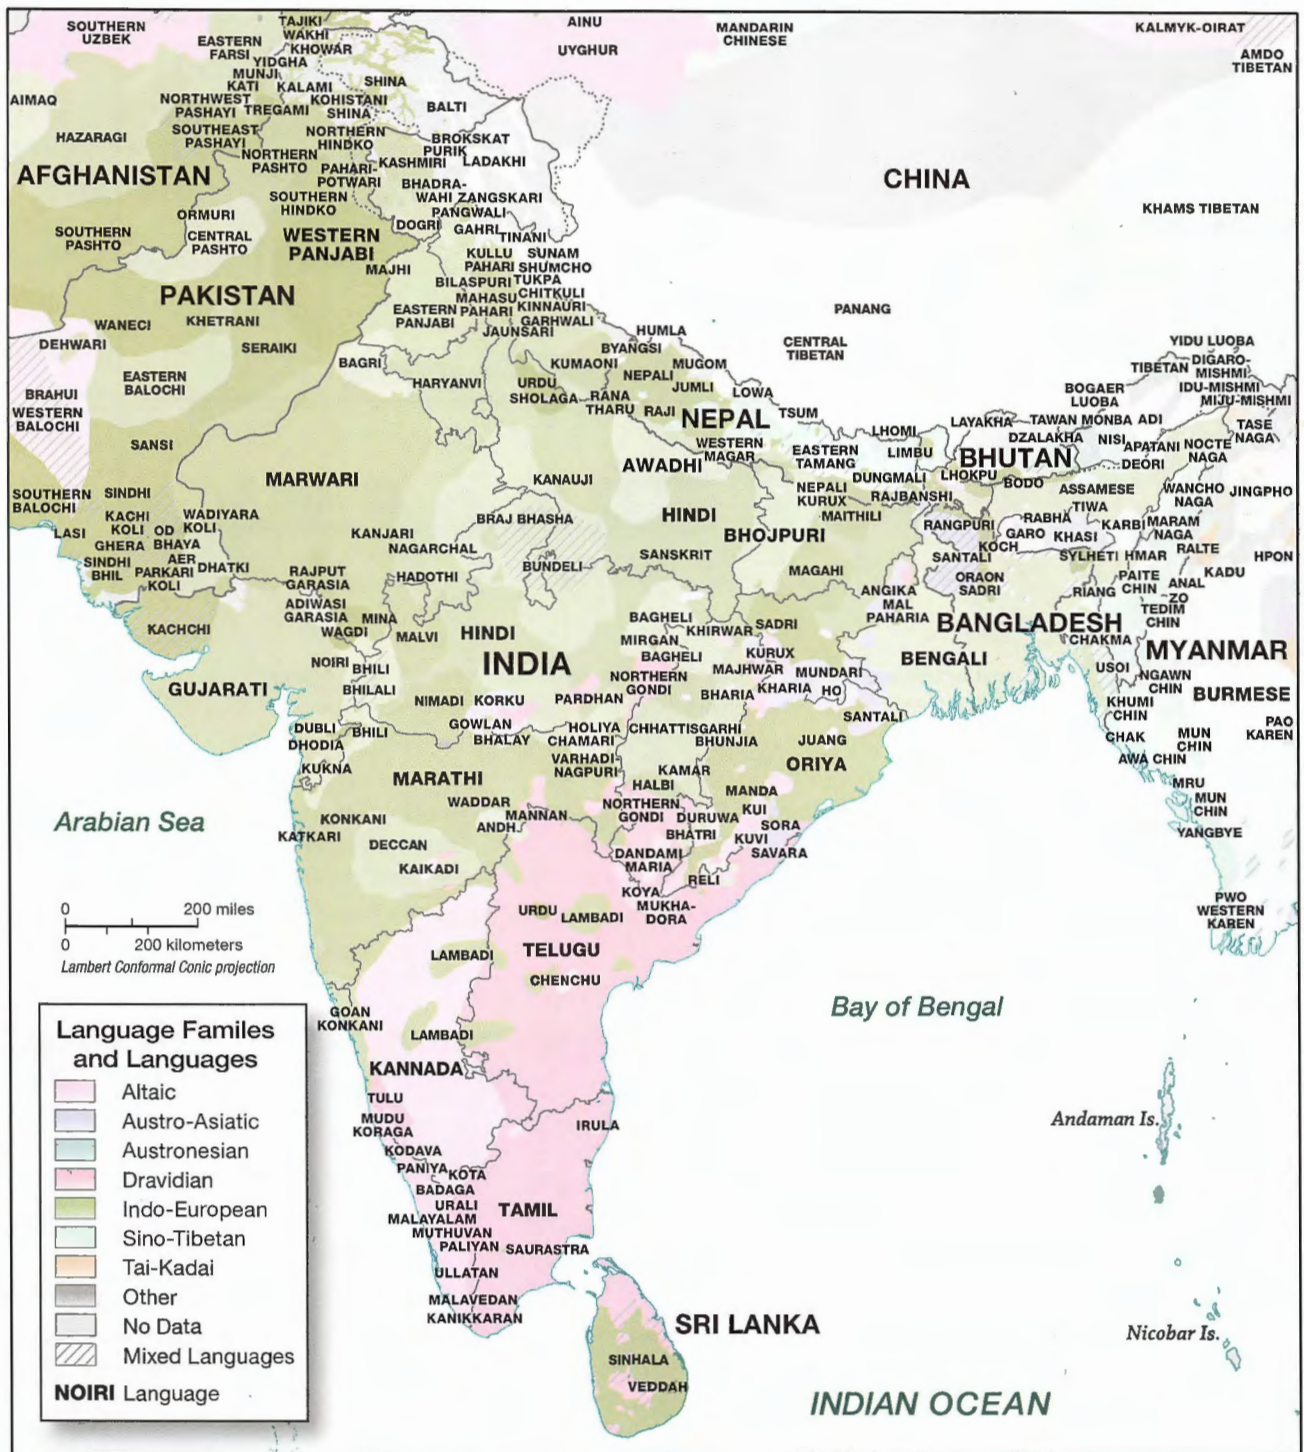 SOUTHERN
UZBEK
TAJIKI
WAKHI
EASTERN
FARSI
KHOWAR
YIDGHA
MUNJI
KATI
KALAMI
SHINA
AINU
UYGHUR
MANDARIN
CHINESE
KALMYK-OIRAT
AMDO
TIBETAN
AIMAQ
NORTHWEST
PASHAYI
TREGAMI
KOHISTANI
SHINA
BALTI
HAZARAGI
SOUTHEAST
PASHAYI
NORTHERN
HINDKO
BROKSKAT
PURIK
LADAKHI
NORTHERN
PASHTO
KASHMIRI
AFGHANISTAN
PAHARI-
POTWARI
BHADRA-
WAHI
ZANGSKARI
CHINA
SOUTHERN
HINDKO
PANGWALI
ORMURI
DOGRI
GAHRI
TINANI
KHAMS TIBETAN
SOUTHERN
PASHTO
CENTRAL
PASHTO
WESTERN
PANJABI
MAJHI
KULLU
PAHARI
SUNAM
SHUMCHO
BILASPURI
TUKPA
PAKISTAN
MAHASU
PAHARI
CHITKULI
KINNAURI
GARHWALI
EASTERN
PANJABI
JAUNSARI
PANANG
WANECI
KHETRANI
DEHWARI
SERAIKI
BAGRI
HUMLA
BYANGSI
CENTRAL
TIBETAN
YIDU LUOBA
KUMAONI
MUGOM
NEPALI
JUMLI
TIBETAN
DIGARO-
MISHMI
IDU-MISHMI
MIJU-MISHMI
BRAHUI
EASTERN
BALOCHI
HARYANVI
URDU
SHOLAGA
RANA
THARU
RAJI
LOWA
BOGAER
LUOBA
WESTERN
BALOCHI
NEPAL
TSUM
LHOMI
LAYAKHA
TAWAN MONBA
ADI
TASE
NAGA
SANSI
MARWARI
AWADHI
WESTERN
MAGAR
EASTERN
TAMANG
LIMBU
DZALAKHA
BHUTAN
NISI
APATANI
NOCTE
NAGA
DEORI
KANAUJI
DUNGMALI
LHOKPU
BODO
SOUTHERN
BALOCHI
SINDHI
NEPALI
KURUX
RAJBANSHI
ASSAMESE
WANCHO
NAGA
JINGPHO
KACHI
KOLI
WADIYARA
KOLI
HINDI
MAITHILI
TIWA
LASI
OD
BHAYA
GHERA
KANJARI
NAGARCHAL
BRAJ BHASHA
BHOJPURI
RANGPURI
RABHA
GARO
KHASI
KARBI
MARAM
NAGA
SINDHI
BHIL
AER
PARKARI
KOLI
DHATKI
SANSKRIT
KOCH
SANTALI
SYLHETI
HMAR
RALTE
HPON
RAJPUT
GARASIA
HADOTHI
BUNDELI
MAGAHI
ORAON
SADRI
PAITE
CHIN
KADU
ANAL
ANGIKA
MAL
PAHARIA
RIANG
ZO
ADIWASI
GARASIA
MINA
TEDIM
CHIN
KACHCHI
WAGDI
MALVI
HINDI
BAGHELI
KHIRWAR
SADRI
BANGLADESH
MIRGAN
BAGHELI
CHAKMA
MYANMAR
NOIRI
BHILI
INDIA
KURUX
MAJHWAR
MUNDARI
BENGALI
USOI
NGAWN
CHIN
GUJARATI
BHILALI
NORTHERN
GONDI
KHARIA
HO
BURMESE
NIMADI
KORKU
PARDHAN
BHARIA
KHUMI
CHIN
SANTALI
DUBLI
BHILI
GOWLAN
BHALAY
HOLIYA
CHAMARI
CHHATTISGARHI
BHUNJIA
JUANG
CHAK
MUN
CHIN
PAO
KAREN
DHODIA
VARHADI-
NAGPURI
AWA CHIN
KUKNA
MARATHI
KAMAR
ORIYA
HALBI
MRU
MANDA
MUN
CHIN
WADDAR
NORTHERN
GONDI
KUI
Arabian Sea
KONKANI
ANDH
MANNAN
DURUWA
SORA
KATKARI
BHATRI
KUVI
YANGBYE
DECCAN
DANDAMI
MARIA
SAVARA
KAIKADI
RELI
KOYA
MUKHA-
DORA
PWO
WESTERN
KAREN
0 200 miles
0 200 kilometers
Lambert Conformal Conic projection
URDU
LAMBADI
LAMBADI
TELUGU
CHENCHU
Bay of Bengal
GOAN
KONKANI
LAMBADI
KANNADA
TULU
MUDU
KORAGA
IRULA
Andaman Is.
KODAVA
PANIYA
KOTA
BADAGA
URALI
TAMIL
MALAYALAM
MUTHUVAN
PALIYAN
SAURASTRA
ULLATAN
MALAVEDAN
KANIKKARAN
SRI LANKA
Nicobar Is.
SINHALA
VEDDAH
INDIAN OCEAN
Language Familes
and Languages
Altaic
Austro-Asiatic
Austronesian
Dravidian
Indo-European
Sino-Tibetan
Tai-Kadai
Other
No Data
Mixed Languages
NOIRI Language